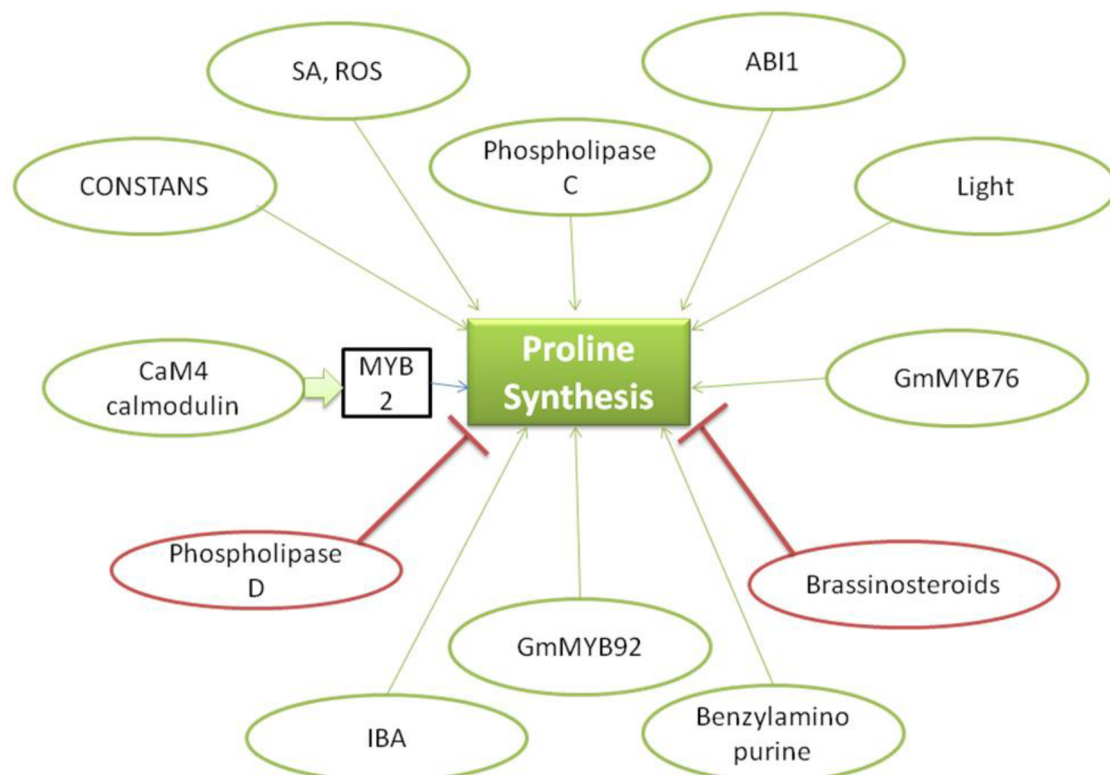 SA, ROS
ABI1
Phospholipase
C
CONSTANS
Light
Proline
Synthesis
CaM4
calmodulin
MYB
2
GmMYB76
Phospholipase
D
Brassinosteroids
GmMYB92
IBA
Benzylamino
purine